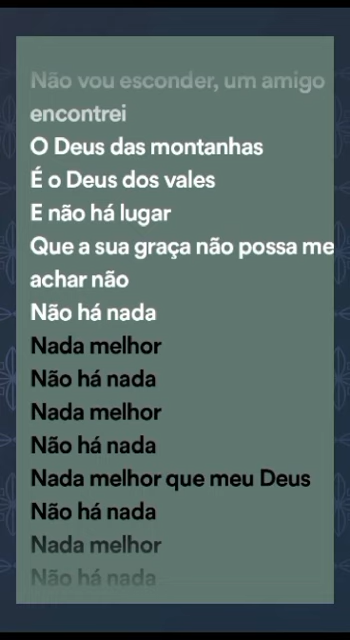 Não vou esconder, um amigo
encontrei
O Deus das montanhas
É o Deus dos vales
E não há lugar
Que a sua graça não possa me
achar não
Não há nada
Nada melhor
Não há nada
Nada melhor
Não há nada
Nada melhor que meu Deus
Não há nada
Nada melhor
Não há nada